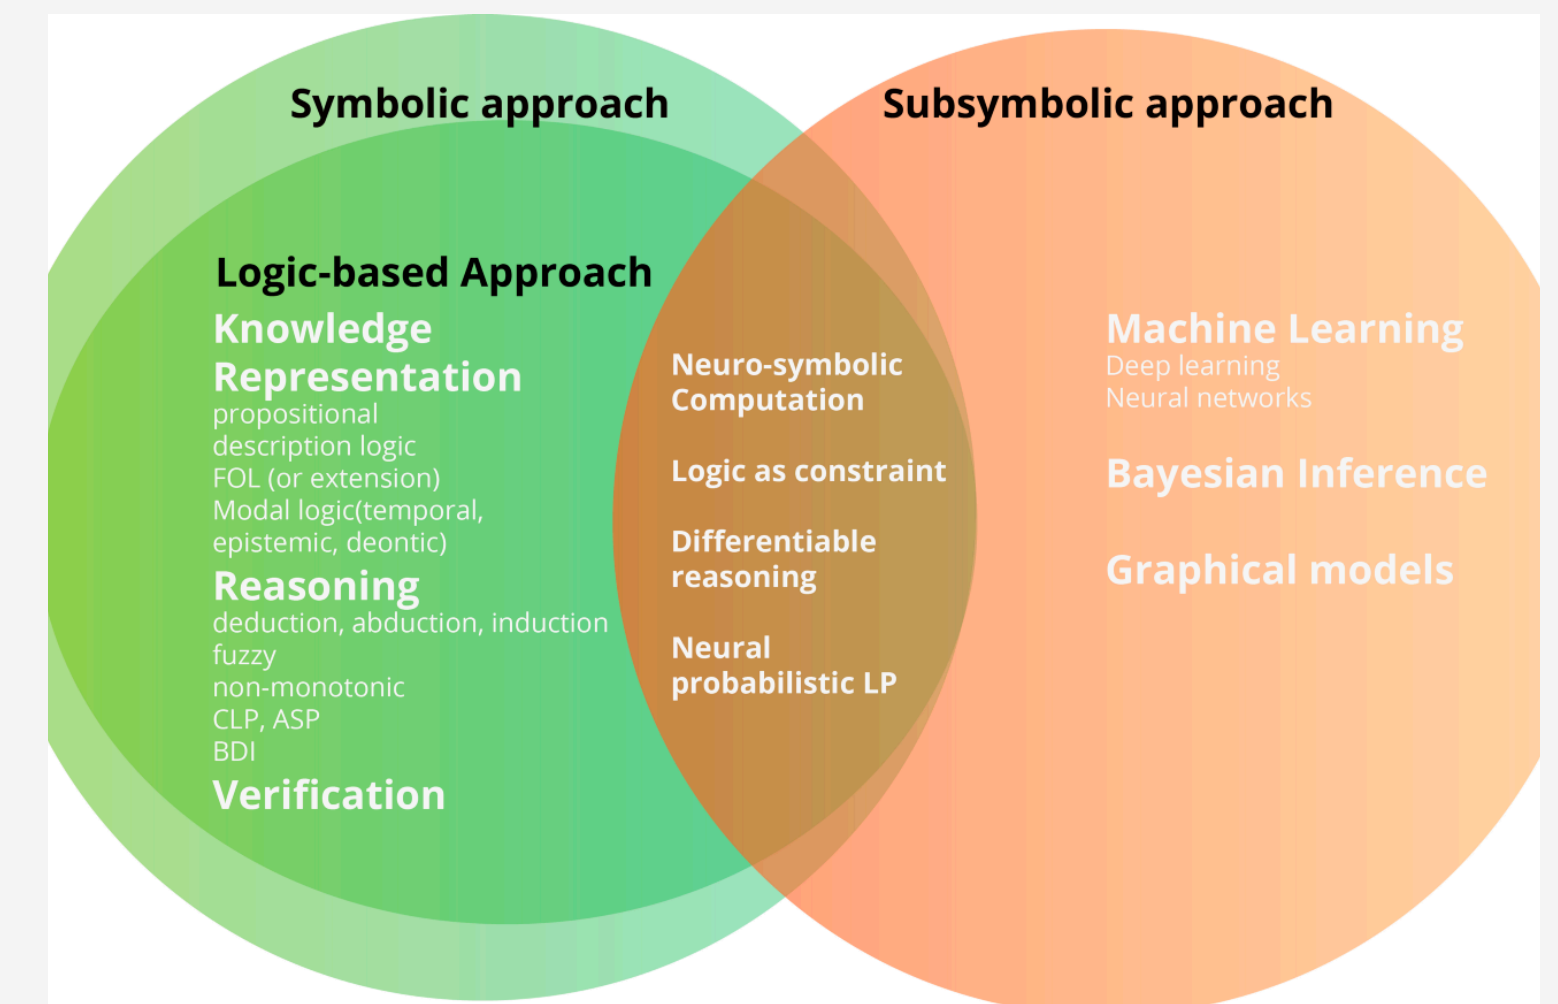 Symbolic approach
Subsymbolic approach
Logic-based Approach
Knowledge
Representation
propositional
description logic
FOL (or extension)
Modal logic(temporal,
epistemic, deontic)
Reasoning
deduction, abduction, induction
fuzzy
non-monotonic
CLP, ASP
BDI
Verification
Neuro-symbolic
Computation
Logic as constraint
Differentiable
reasoning
Neural
probabilistic LP
Machine Learning
Deep learning
Neural networks
Bayesian Inference
Graphical models